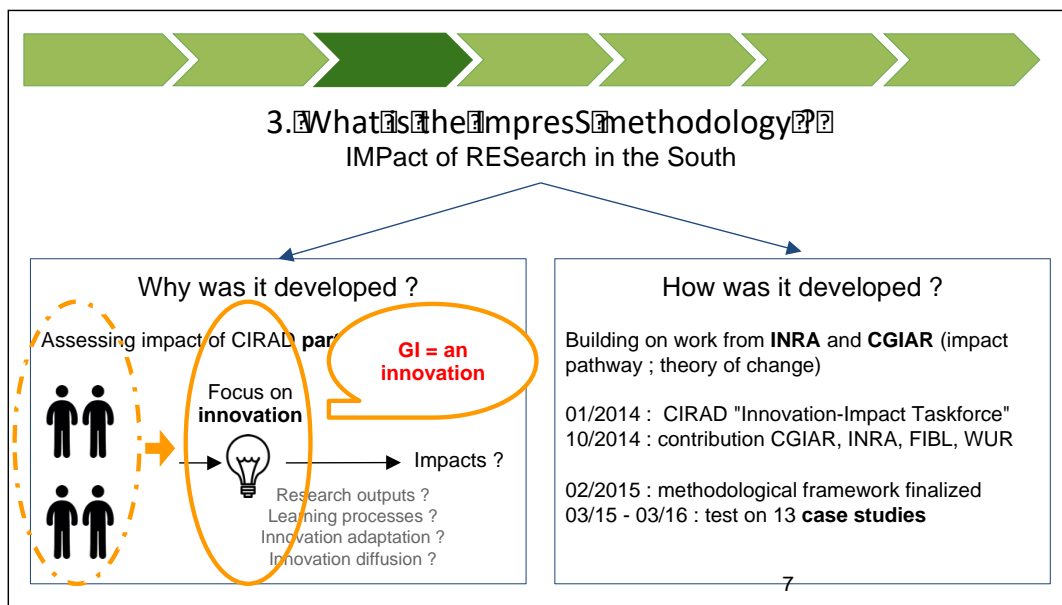 3. What is the ImpresS methodology ?
IMPact of RESearch in the South
Why was it developed ?
Assessing impact of CIRAD part
GI = an
innovation
Focus on
innovation
Impacts ?
Research outputs ?
Learning processes ?
Innovation adaptation ?
Innovation diffusion ?
How was it developed ?
Building on work from INRA and CGIAR (impact
pathway ; theory of change)
01/2014 : CIRAD "Innovation-Impact Taskforce"
10/2014 : contribution CGIAR, INRA, FIBL, WUR
02/2015 : methodological framework finalized
03/15 - 03/16 : test on 13 case studies
7